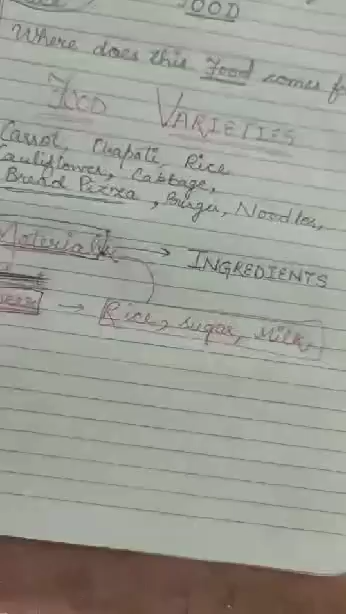 FOOD
Where does this Food comes
FOOD VARIETIES
Carrot, Chapati, Rice
Cauliflower, Cabbage,
Bread Pizza, Burger, Noodles,
Material → INGREDIENTS
→ Rice, sugar, Milk,